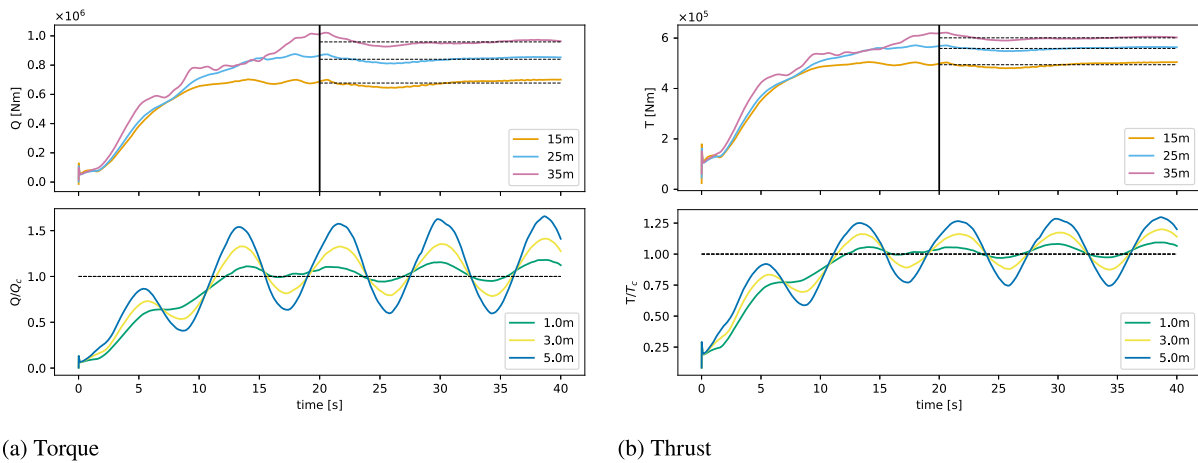 ×10⁶
1.0
0.8
0.6
0.4
0.2
0.0
Q [Nm]
15m
25m
35m
1.5
1.0
0.5
0.0
Q/Q_c
1.0m
3.0m
5.0m
0 5 10 15 20 25 30 35 40
time [s]
(a) Torque
×10⁵
6
4
2
0
T [Nm]
15m
25m
35m
1.25
1.00
0.75
0.50
0.25
T/T_c
1.0m
3.0m
5.0m
0 5 10 15 20 25 30 35 40
time [s]
(b) Thrust